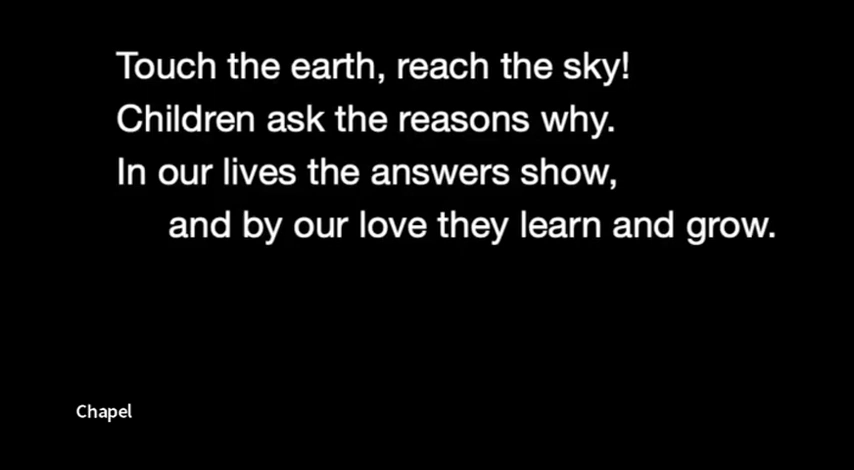 Touch the earth, reach the sky!
Children ask the reasons why.
In our lives the answers show,
and by our love they learn and grow.
Chapel